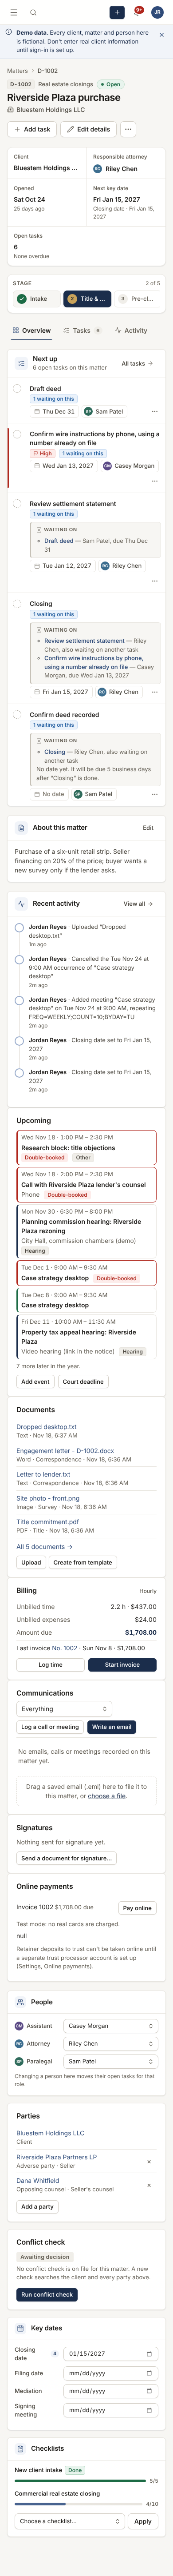 9+
JR
Demo data. Every client, matter and person here
is fictional. Don't enter real client information
until sign-in is set up.
Matters > D-1002
D-1002 Real estate closings Open
Riverside Plaza purchase
Bluestem Holdings LLC
Add task
Edit details
Client
Bluestem Holdings ...
Responsible attorney
RC Riley Chen
Opened
Sat Oct 24
25 days ago
Next key date
Fri Jan 15, 2027
Closing date · Fri Jan 15,
2027
Open tasks
6
None overdue
STAGE 2 of 5
Intake
2 Title & ...
3 Pre-cl...
Overview
Tasks 6
Activity
Next up
6 open tasks on this matter
All tasks →
Draft deed
1 waiting on this
Thu Dec 31
SP Sam Patel
Confirm wire instructions by phone, using a
number already on file
High 1 waiting on this
Wed Jan 13, 2027
CM Casey Morgan
Review settlement statement
1 waiting on this
WAITING ON
Draft deed — Sam Patel, due Thu Dec
31
Tue Jan 12, 2027
RC Riley Chen
Closing
1 waiting on this
WAITING ON
Review settlement statement — Riley
Chen, also waiting on another task
Confirm wire instructions by phone,
using a number already on file — Casey
Morgan, due Wed Jan 13, 2027
Fri Jan 15, 2027
RC Riley Chen
Confirm deed recorded
1 waiting on this
WAITING ON
Closing — Riley Chen, also waiting on
another task
No date yet. It will be due 5 business days
after “Closing” is done.
No date
SP Sam Patel
About this matter
Edit
Purchase of a six-unit retail strip. Seller
financing on 20% of the price; buyer wants a
new survey only if the lender asks.
Recent activity
View all →
Jordan Reyes · Uploaded “Dropped
desktop.txt”
1m ago
Jordan Reyes · Cancelled the Tue Nov 24 at
9:00 AM occurrence of "Case strategy
desktop"
2m ago
Jordan Reyes · Added meeting "Case strategy
desktop" on Tue Nov 24 at 9:00 AM, repeating
FREQ=WEEKLY;COUNT=10;BYDAY=TU
2m ago
Jordan Reyes · Closing date set to Fri Jan 15,
2027
2m ago
Jordan Reyes · Closing date set to Fri Jan 15,
2027
2m ago
Upcoming
Wed Nov 18 · 1:00 PM – 2:30 PM
Research block: title objections
Double-booked Other
Wed Nov 18 · 2:00 PM – 2:30 PM
Call with Riverside Plaza lender's counsel
Phone Double-booked
Mon Nov 30 · 6:30 PM – 8:00 PM
Planning commission hearing: Riverside
Plaza rezoning
City Hall, commission chambers (demo)
Hearing
Tue Dec 1 · 9:00 AM – 9:30 AM
Case strategy desktop Double-booked
Tue Dec 8 · 9:00 AM – 9:30 AM
Case strategy desktop
Fri Dec 11 · 10:00 AM – 11:30 AM
Property tax appeal hearing: Riverside
Plaza
Video hearing (link in the notice) Hearing
7 more later in the year.
Add event
Court deadline
Documents
Dropped desktop.txt
Text · Nov 18, 6:37 AM
Engagement letter - D-1002.docx
Word · Correspondence · Nov 18, 6:36 AM
Letter to lender.txt
Text · Correspondence · Nov 18, 6:36 AM
Site photo - front.png
Image · Survey · Nov 18, 6:36 AM
Title commitment.pdf
PDF · Title · Nov 18, 6:36 AM
All 5 documents →
Upload
Create from template
Billing
Hourly
Unbilled time 2.2 h · $437.00
Unbilled expenses $24.00
Amount due $1,708.00
Last invoice No. 1002 · Sun Nov 8 · $1,708.00
Log time
Start invoice
Communications
Everything
Log a call or meeting
Write an email
No emails, calls or meetings recorded on this
matter yet.
Drag a saved email (.eml) here to file it to
this matter, or choose a file.
Signatures
Nothing sent for signature yet.
Send a document for signature...
Online payments
Invoice 1002 $1,708.00 due
Pay online
Test mode: no real cards are charged.
null
Retainer deposits to trust can't be taken online until
a separate trust processor account is set up
(Settings, Online payments).
People
CM Assistant Casey Morgan
RC Attorney Riley Chen
SP Paralegal Sam Patel
Changing a person here moves their open tasks for that
role.
Parties
Bluestem Holdings LLC
Client
Riverside Plaza Partners LP
Adverse party · Seller
Dana Whitfield
Opposing counsel · Seller's counsel
Add a party
Conflict check
Awaiting decision
No conflict check is on file for this matter. A new
check searches the client and every party above.
Run conflict check
Key dates
Closing
date
4
01/15/2027
Filing date mm/dd/yyyy
Mediation mm/dd/yyyy
Signing
meeting
mm/dd/yyyy
Checklists
New client intake Done
5/5
Commercial real estate closing
4/10
Choose a checklist...
Apply